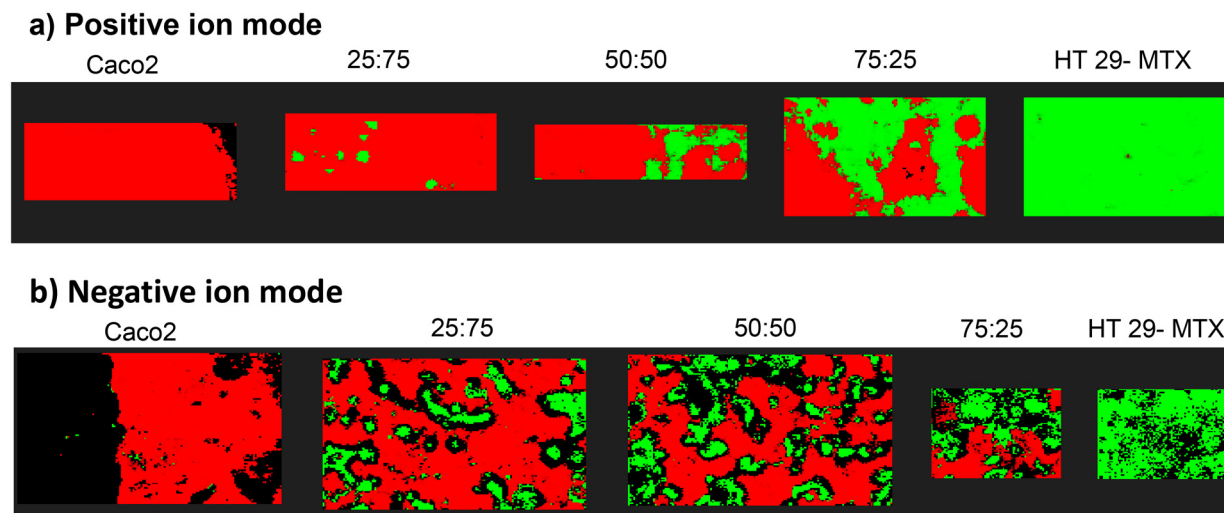 a) Positive ion mode
Caco2 25:75 50:50 75:25 HT 29- MTX
b) Negative ion mode
Caco2 25:75 50:50 75:25 HT 29- MTX